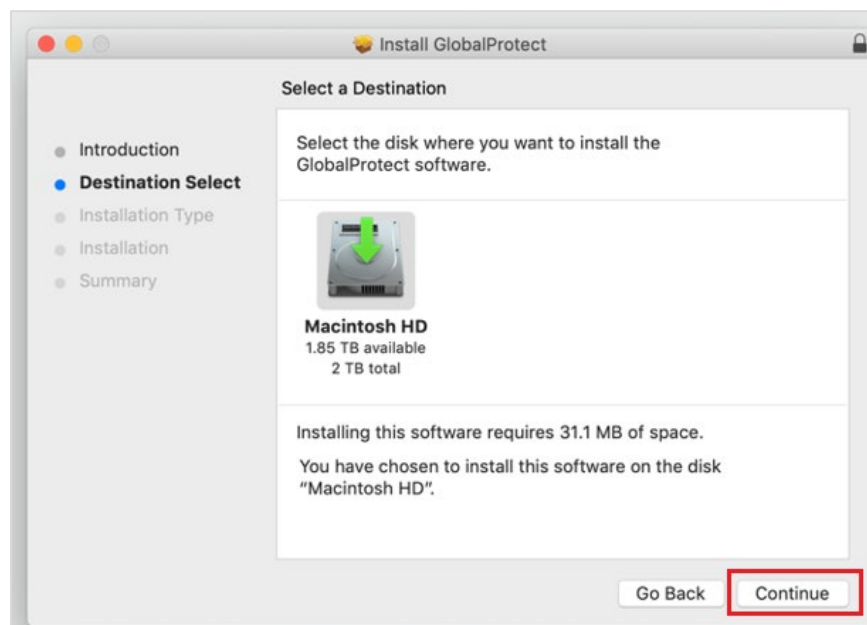 Install GlobalProtect
Select a Destination
Introduction
Destination Select
Installation Type
Installation
Summary
Select the disk where you want to install the
GlobalProtect software.
Macintosh HD
1.85 TB available
2 TB total
Installing this software requires 31.1 MB of space.
You have chosen to install this software on the disk
“Macintosh HD”.
Go Back
Continue